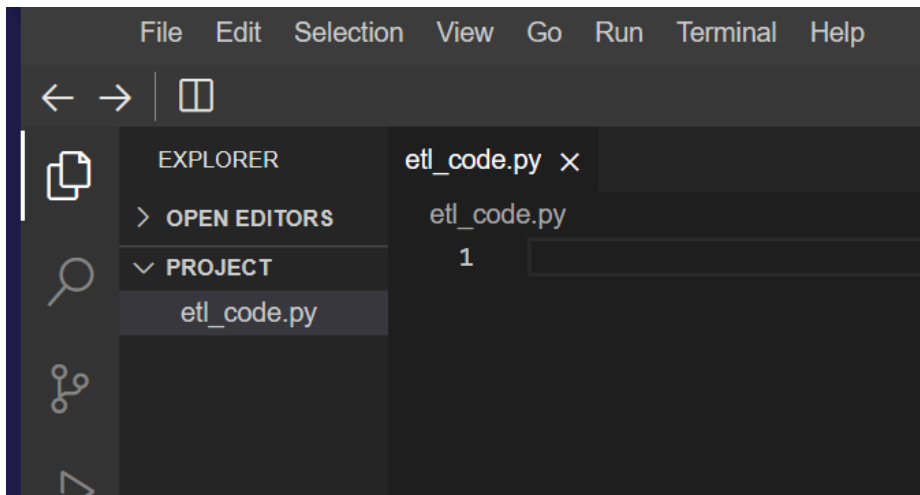 File Edit Selection View Go Run Terminal Help
EXPLORER
OPEN EDITORS
PROJECT
etl_code.py
etl_code.py
etl_code.py
1